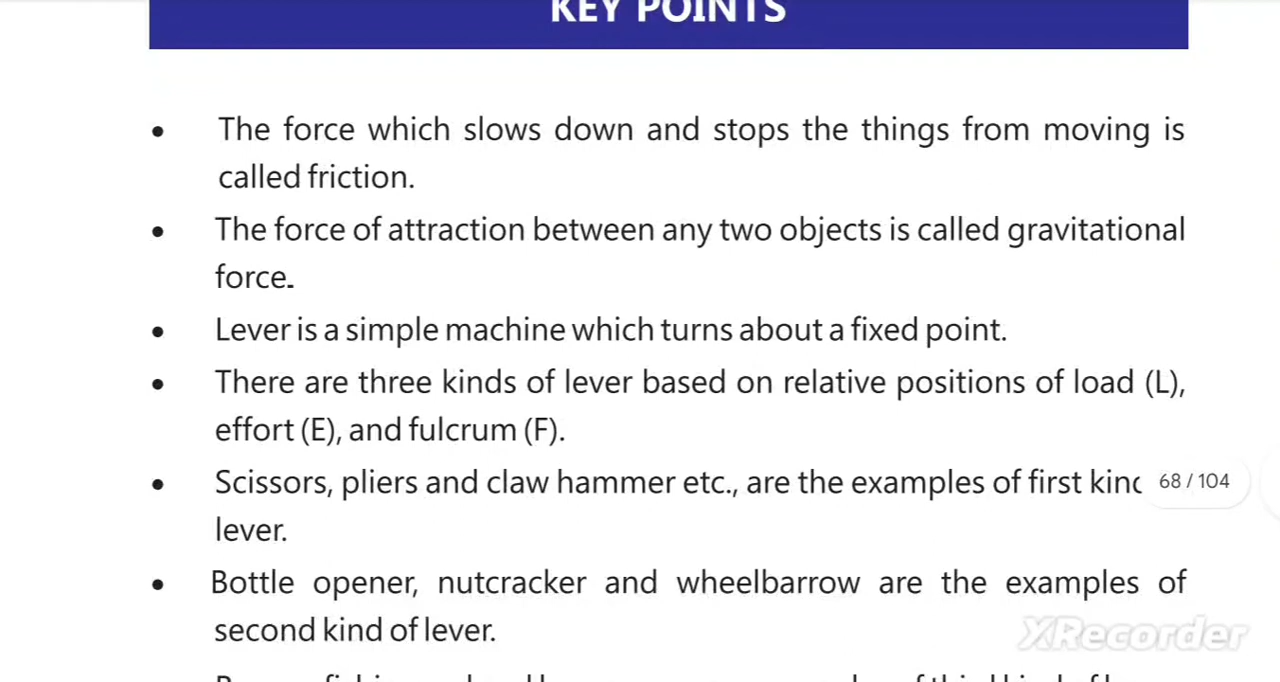 KEY POINTS
• The force which slows down and stops the things from moving is
called friction.
• The force of attraction between any two objects is called gravitational
force.
• Lever is a simple machine which turns about a fixed point.
• There are three kinds of lever based on relative positions of load (L),
effort (E), and fulcrum (F).
• Scissors, pliers and claw hammer etc., are the examples of first kind
68 / 104
lever.
• Bottle opener, nutcracker and wheelbarrow are the examples of
second kind of lever.
XRecorder